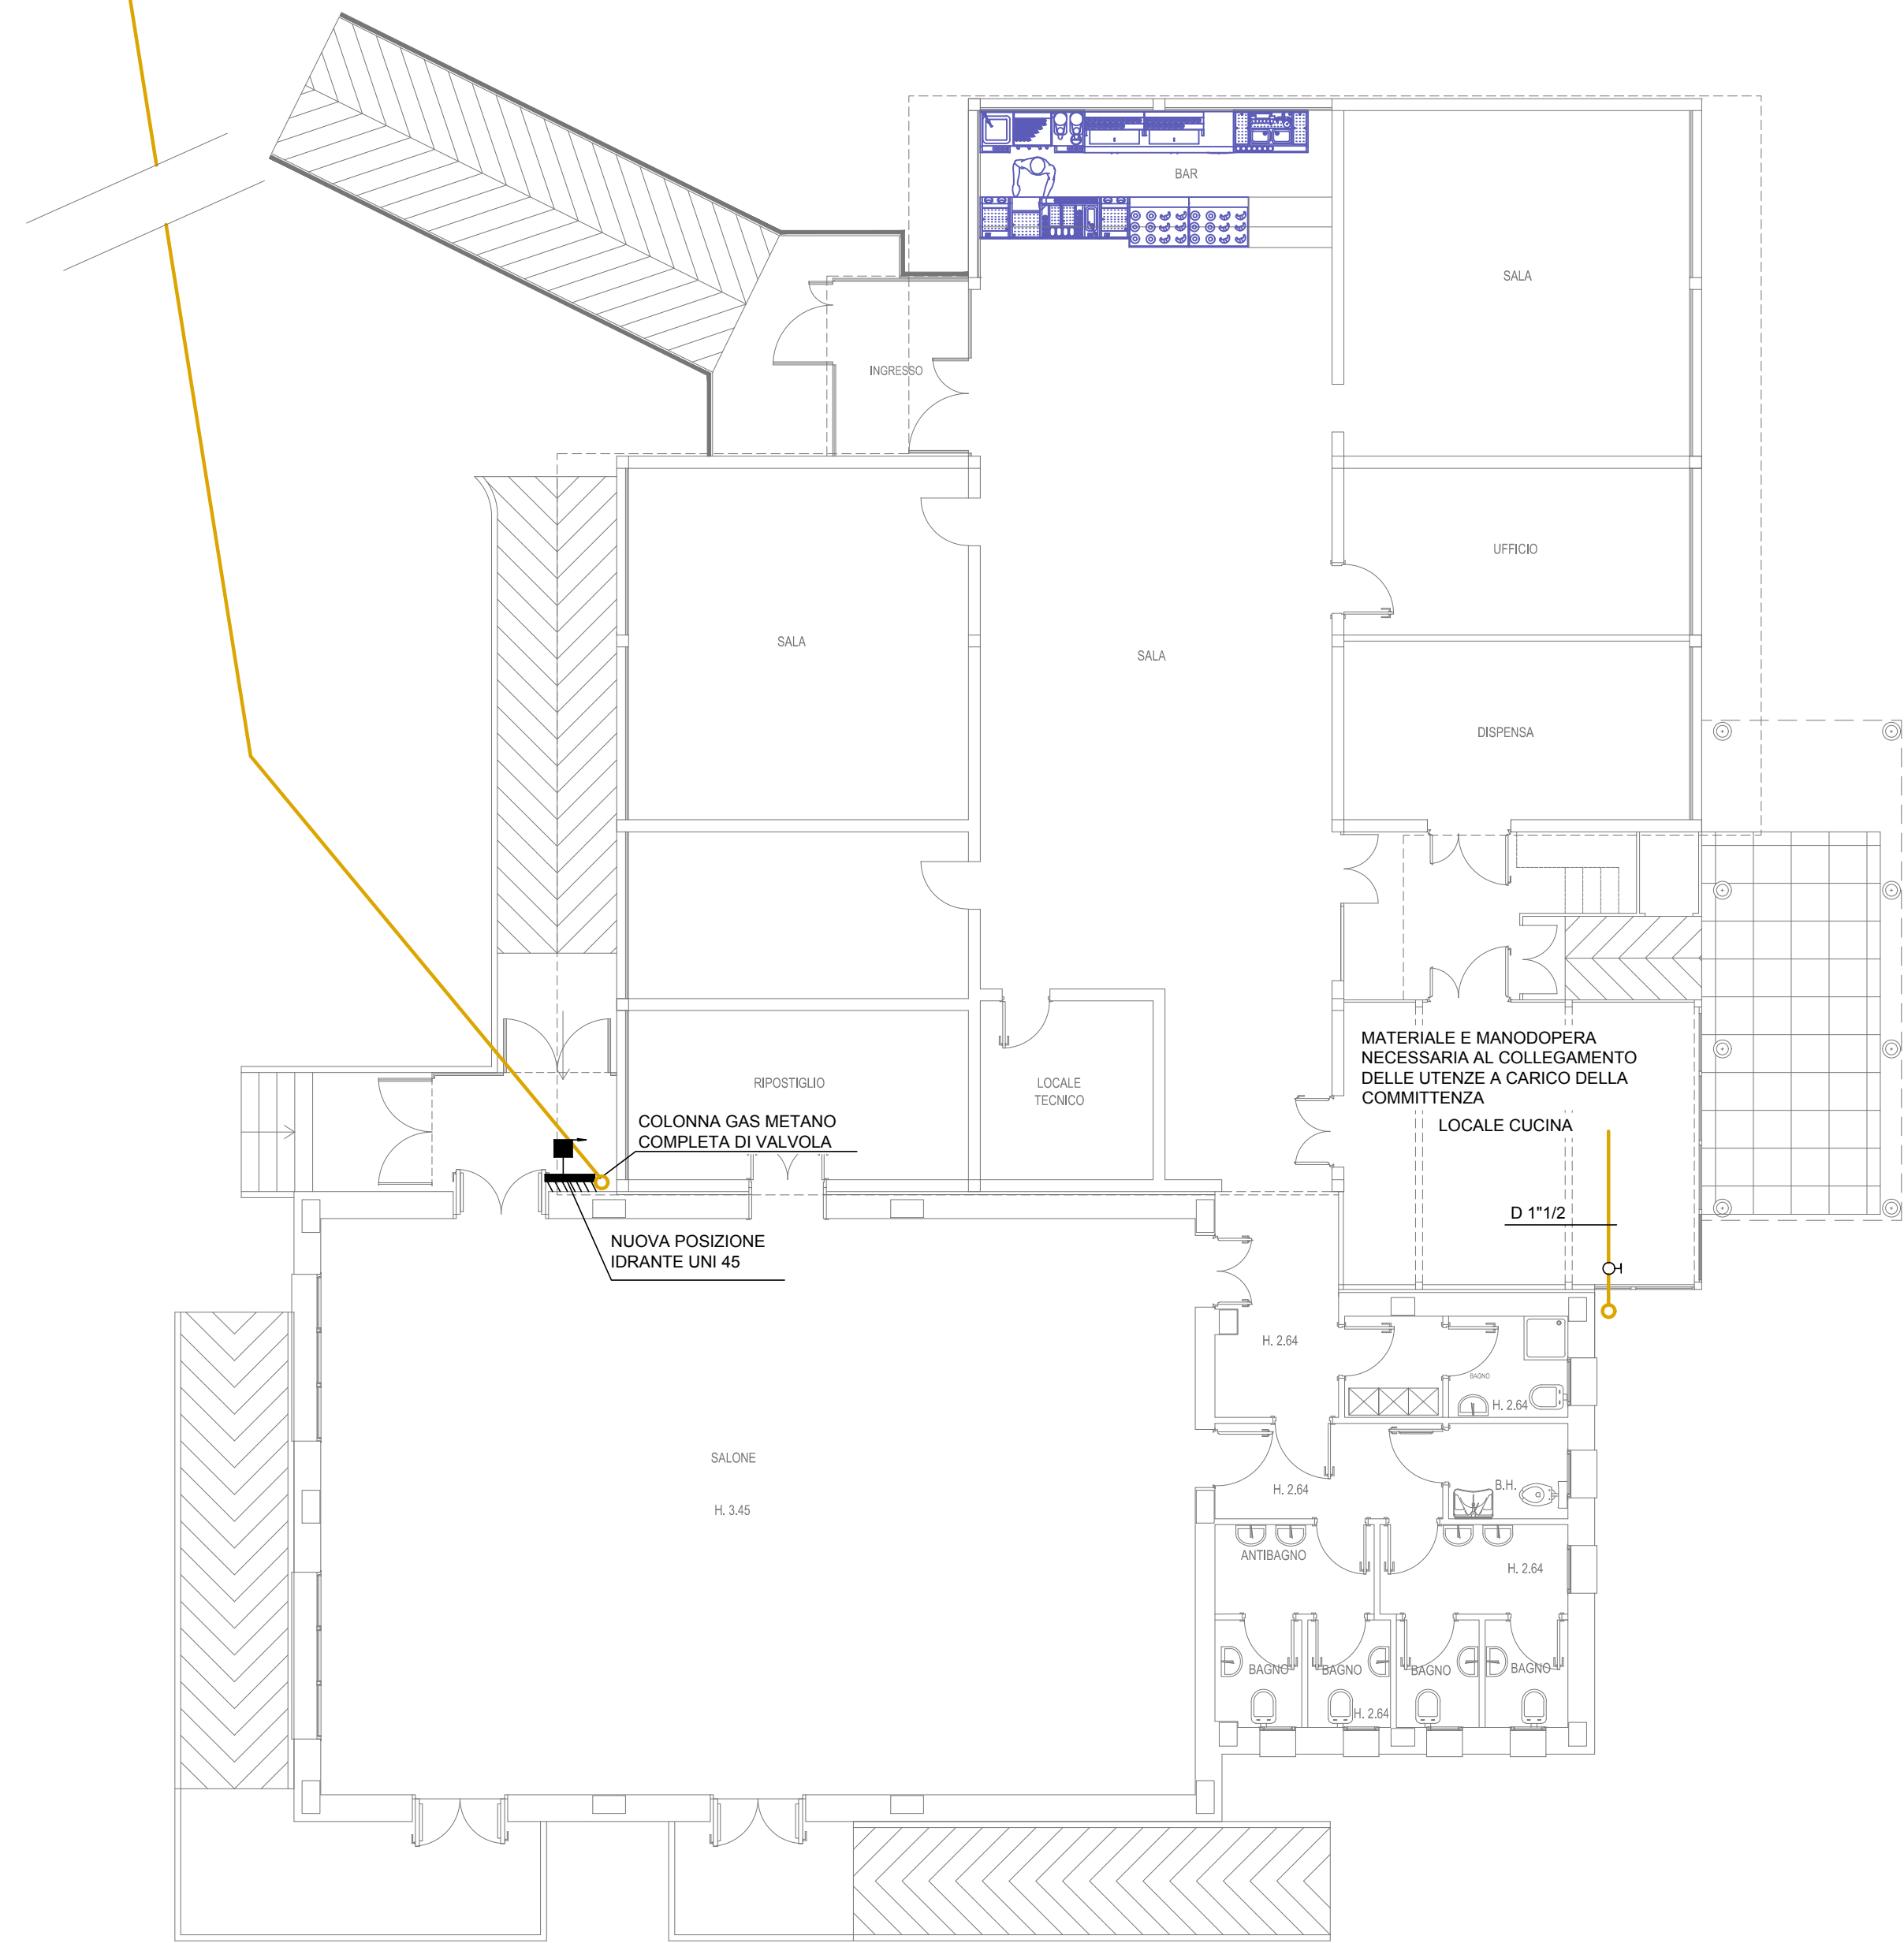 BAR
SALA
INGRESSO
UFFICIO
SALA
SALA
DISPENSA
MATERIALE E MANODOPERA
NECESSARIA AL COLLEGAMENTO
DELLE UTENZE A CARICO DELLA
COMMITTENZA
LOCALE CUCINA
RIPOSTIGLIO
LOCALE
TECNICO
COLONNA GAS METANO
COMPLETA DI VALVOLA
D 1"1/2
NUOVA POSIZIONE
IDRANTE UNI 45
H. 2.64
BAGNO
H. 2.64
SALONE
H. 3.45
H. 2.64
B.H.
ANTIBAGNO
H. 2.64
BAGNO
BAGNO
BAGNO
BAGNO
H. 2.64